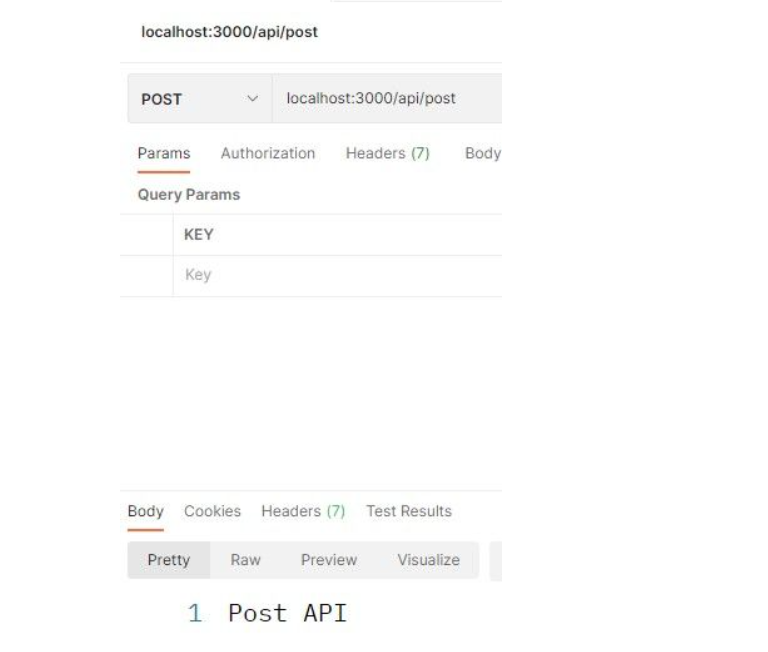 localhost:3000/api/post
POST localhost:3000/api/post
Params Authorization Headers (7) Body
Query Params
KEY
Key
Body Cookies Headers (7) Test Results
Pretty Raw Preview Visualize
1 Post API